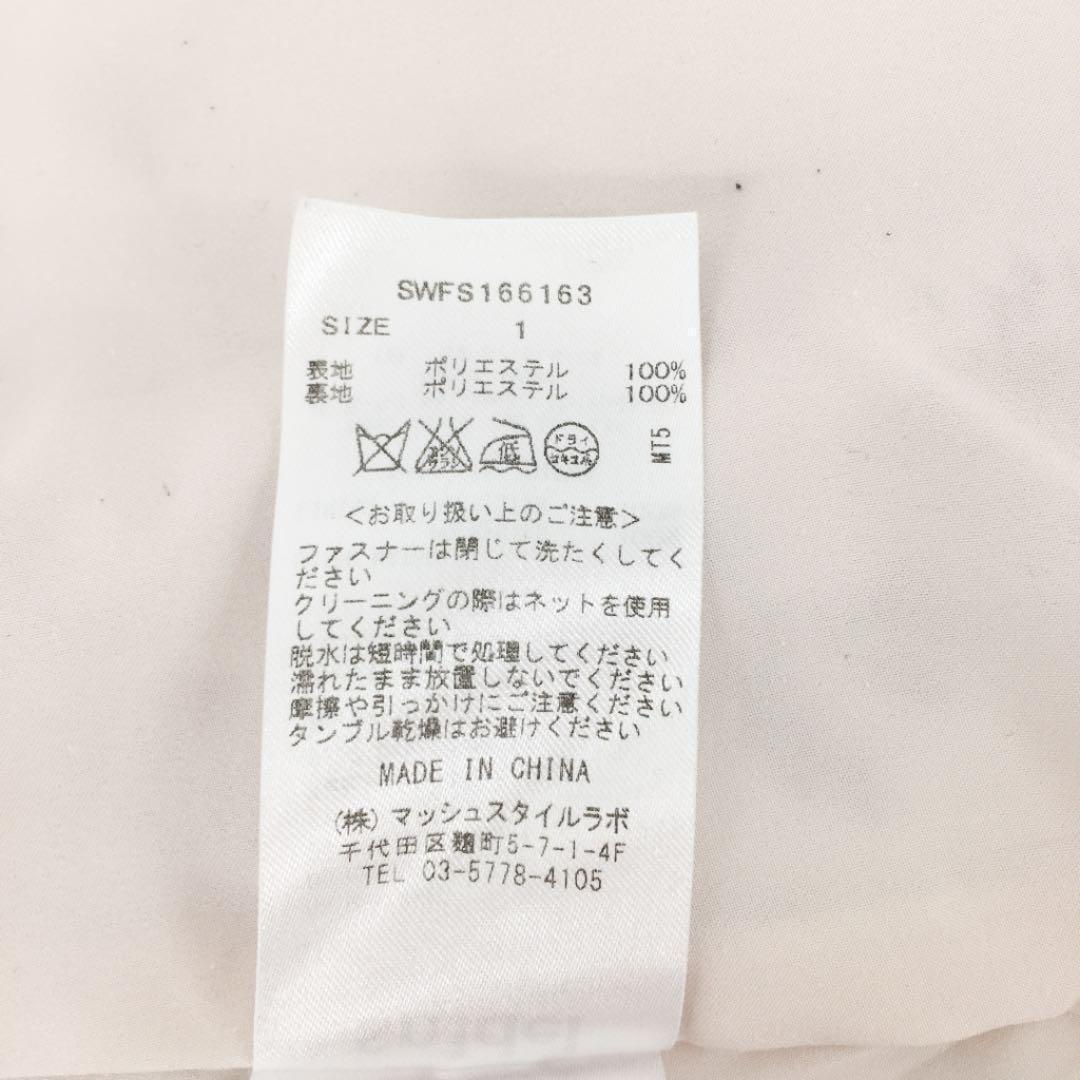 SWFS166163
SIZE 1
表地 ポリエステル 100%
裏地 ポリエステル 100%
低
ドライ
セキユ系
MT5
<お取り扱い上のご注意>
ファスナーは閉じて洗たくしてく
ださい
クリーニングの際はネットを使用
してください
脱水は短時間で処理してください
濡れたまま放置しないでください
摩擦や引っかけにご注意ください
タンブル乾燥はお避けください
MADE IN CHINA
(株)マッシュスタイルラボ
千代田区麹町5-7-1-4F
TEL 03-5778-4105